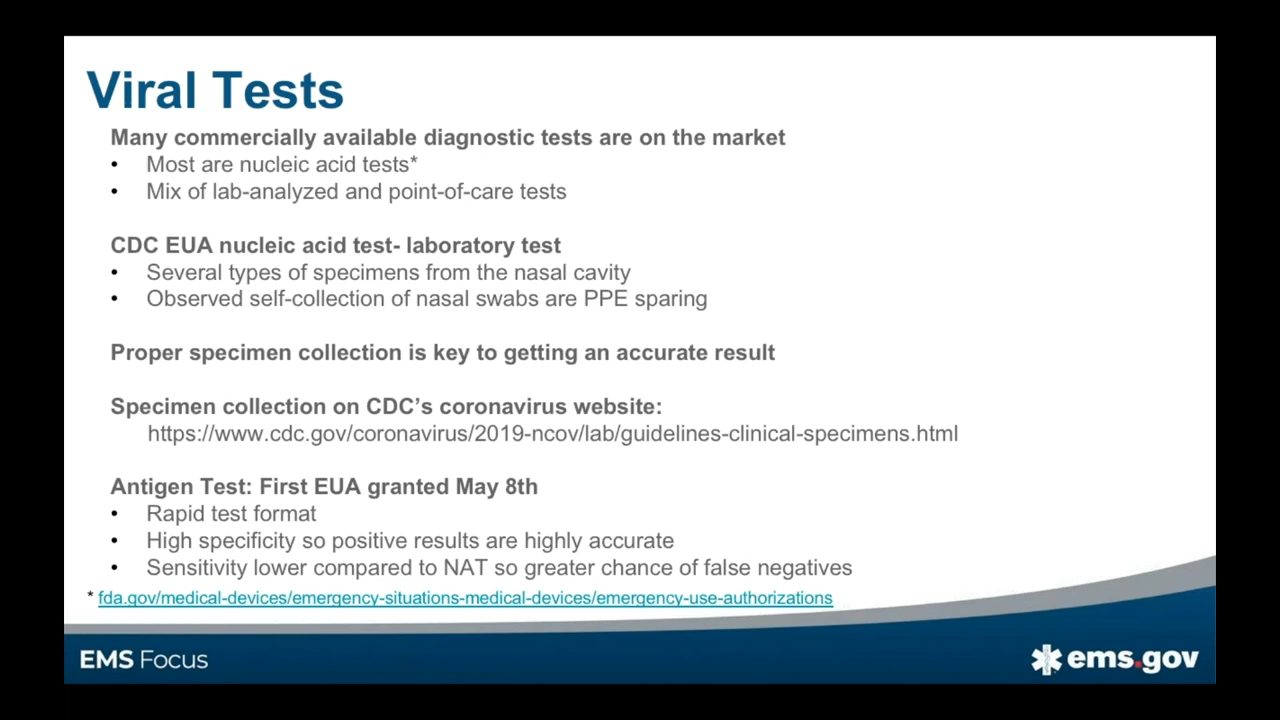 Viral Tests
Many commercially available diagnostic tests are on the market
• Most are nucleic acid tests*
• Mix of lab-analyzed and point-of-care tests
CDC EUA nucleic acid test- laboratory test
• Several types of specimens from the nasal cavity
• Observed self-collection of nasal swabs are PPE sparing
Proper specimen collection is key to getting an accurate result
Specimen collection on CDC’s coronavirus website:
https://www.cdc.gov/coronavirus/2019-ncov/lab/guidelines-clinical-specimens.html
Antigen Test: First EUA granted May 8th
• Rapid test format
• High specificity so positive results are highly accurate
• Sensitivity lower compared to NAT so greater chance of false negatives
* fda.gov/medical-devices/emergency-situations-medical-devices/emergency-use-authorizations
EMS Focus
ems.gov